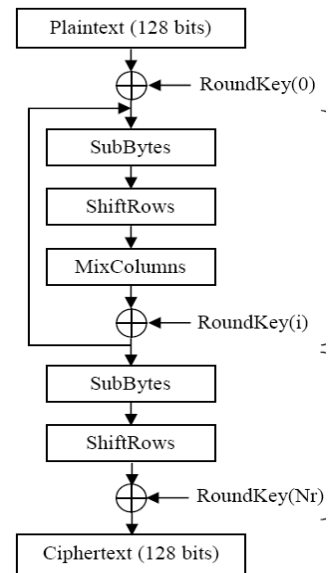 Plaintext (128 bits)
RoundKey(0)
SubBytes
ShiftRows
MixColumns
RoundKey(i)
SubBytes
ShiftRows
RoundKey(Nr)
Ciphertext (128 bits)